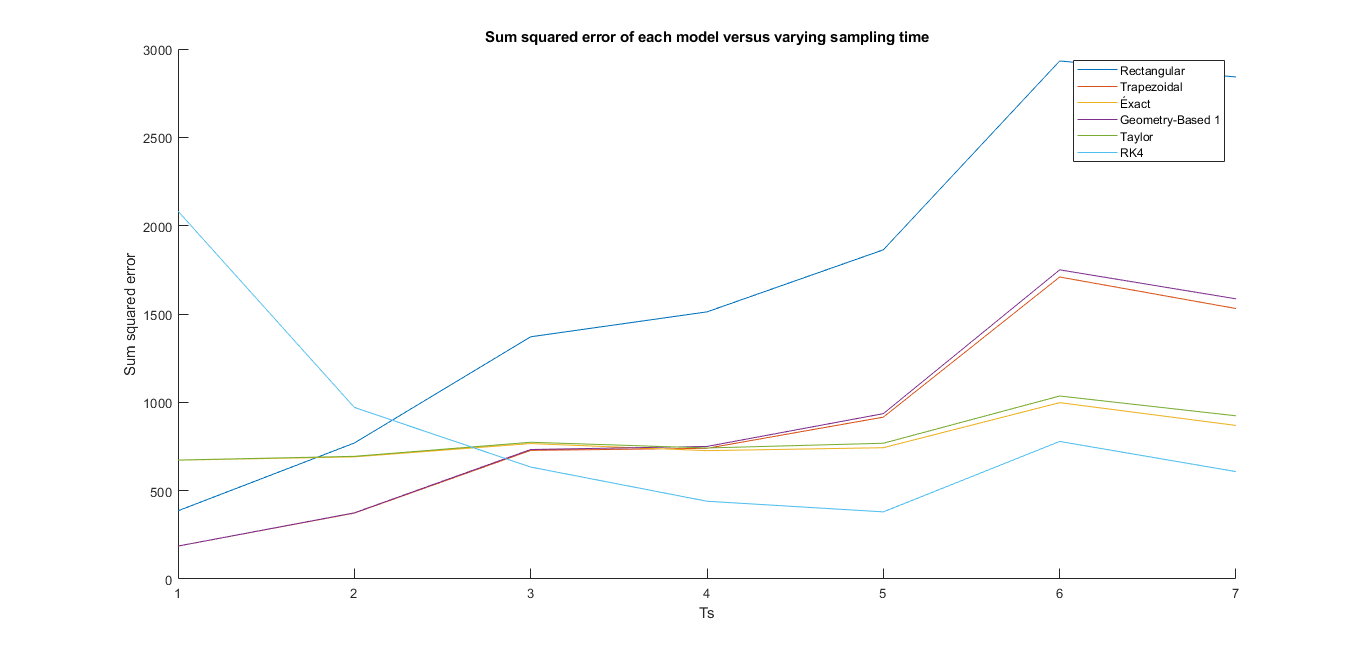 Sum squared error of each model versus varying sampling time
3000
2500
2000
1500
1000
500
0
Sum squared error
Rectangular
Trapezoidal
Éxact
Geometry-Based 1
Taylor
RK4
1 2 3 4 5 6 7
Ts